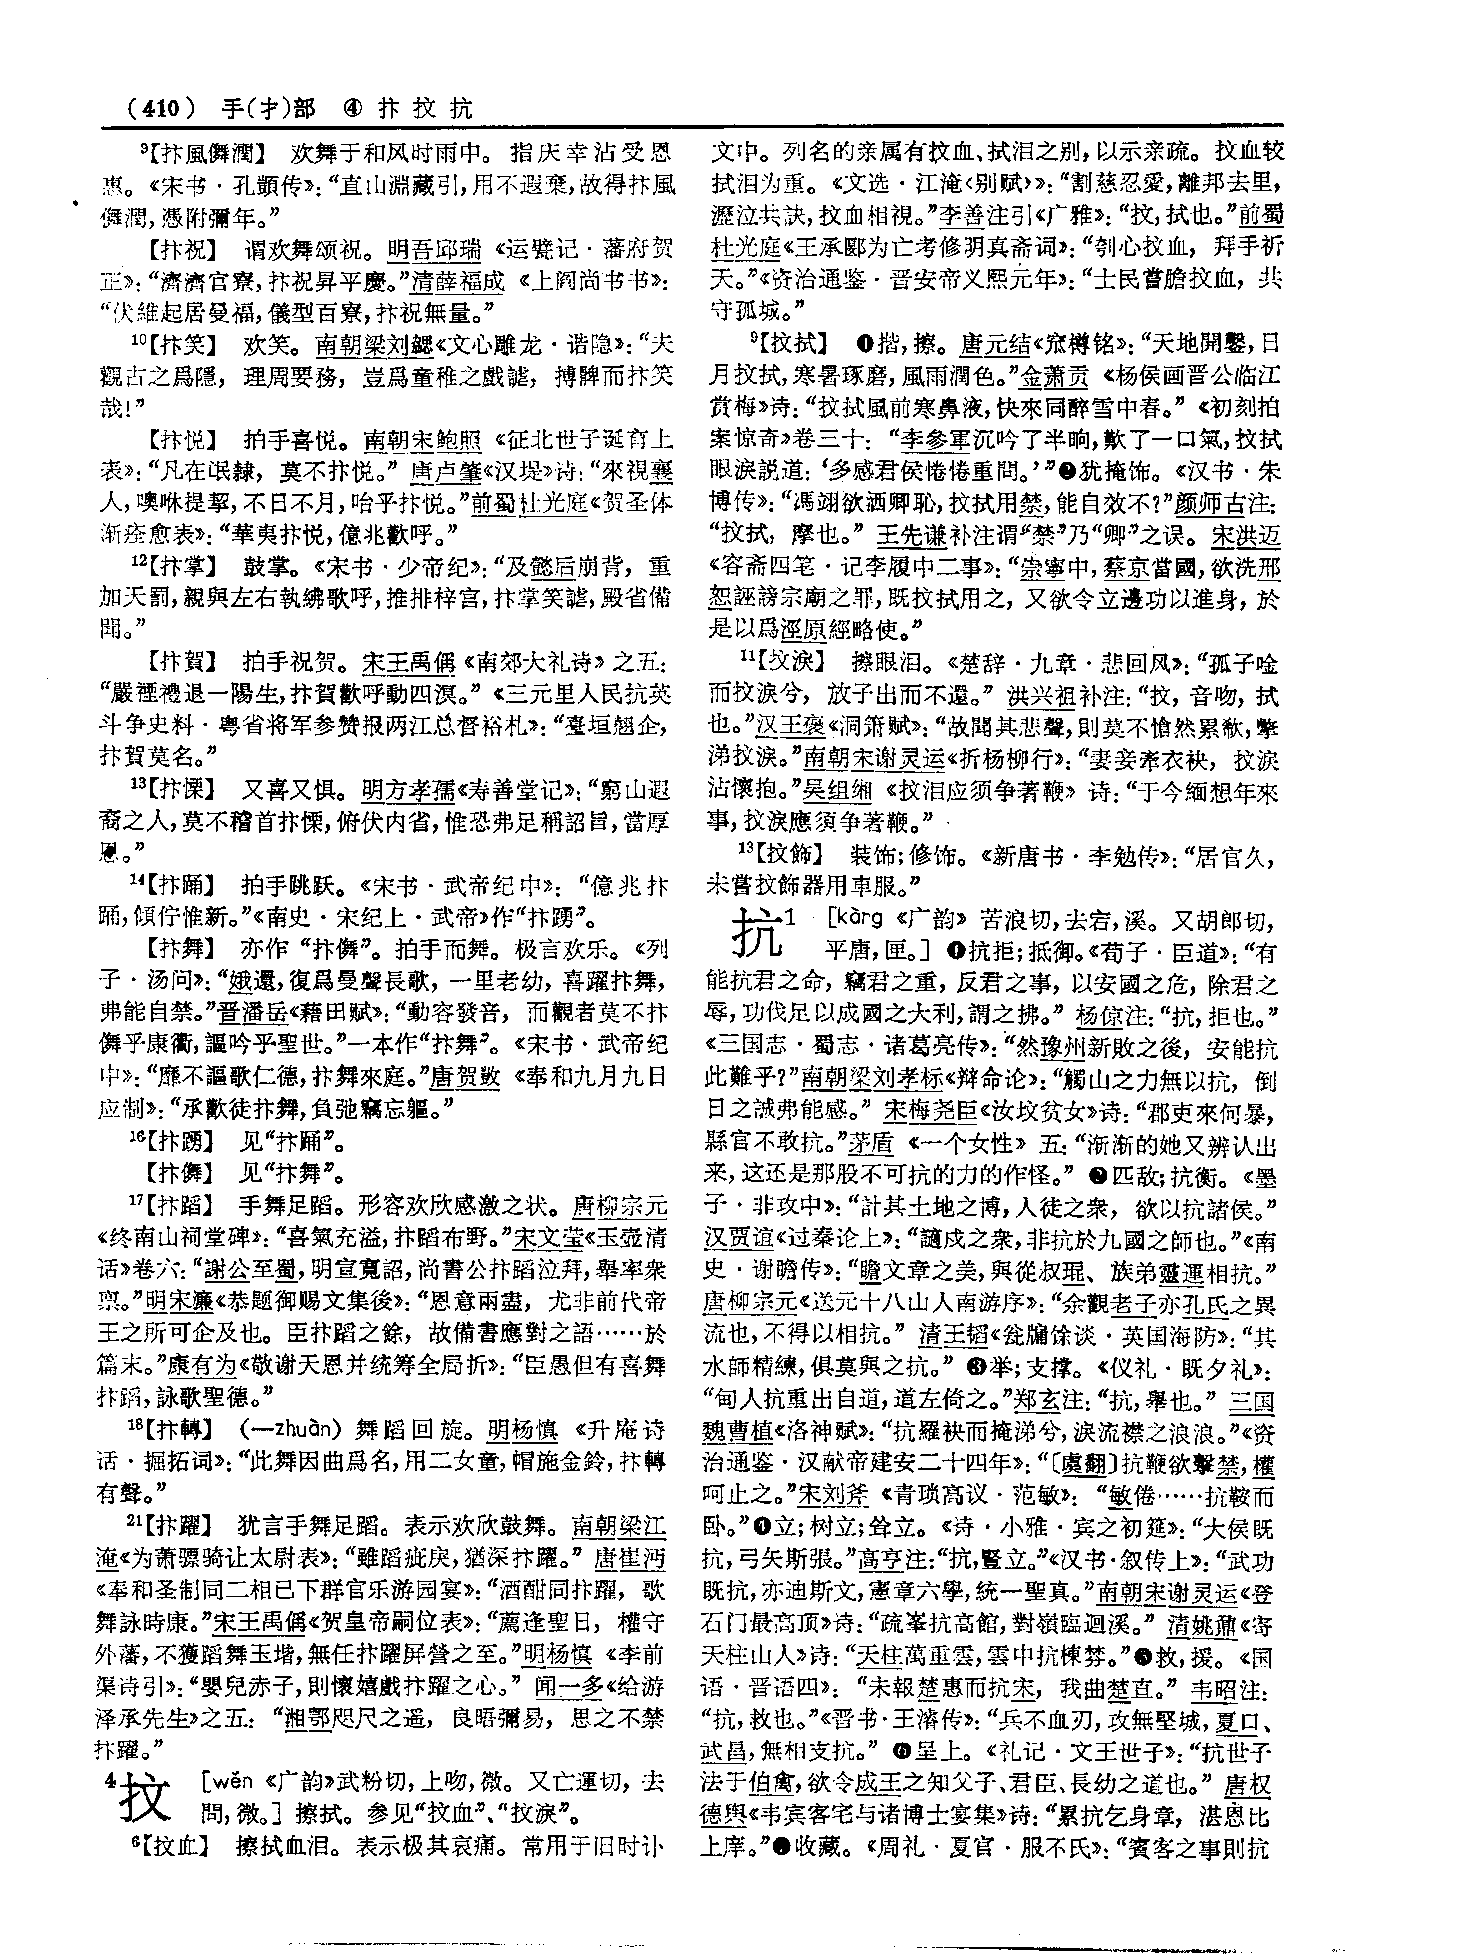 (410) 手(扌)部 ④ 抃 抆 抗
⁹【抃風儛潤】 欢舞于和风时雨中。指庆幸沾受恩
惠。《宋书·孔顗传》：“直山淵藏引，用不遐棄，故得抃風
儛潤，憑附彌年。”
【抃祝】 谓欢舞颂祝。明吾邱瑞《运甓记·藩府贺
正》：“濟濟官寮，抃祝昇平慶。”清薛福成《上阎尚书书》：
“伏維起居曼福，儀型百寮，抃祝無量。”
¹⁰【抃笑】 欢笑。南朝梁刘勰《文心雕龙·谐隐》：“夫
觀古之爲隱，理周要務，豈爲童稚之戲謔，搏髀而抃笑
哉！”
【抃悦】 拍手喜悦。南朝宋鲍照《征北世子诞育上
表》：“凡在氓隸，莫不抃悦。”唐卢肇《汉堤》诗：“來視襄
人，噢咻提挈，不日不月，咍乎抃悦。”前蜀杜光庭《贺圣体
渐痊愈表》：“華夷抃悦，億兆歡呼。”
¹²【抃掌】 鼓掌。《宋书·少帝纪》：“及懿后崩背，重
加天罰，親與左右執紼歌呼，推排梓宫，抃掌笑謔，殿省備
聞。”
【抃賀】 拍手祝贺。宋王禹偁《南郊大礼诗》之五：
“嚴禋禮退一陽生，抃賀歡呼動四溟。”《三元里人民抗英
斗争史料·粤省将军参赞报两江总督裕札》：“臺垣翹企，
抃賀莫名。”
¹³【抃慄】 又喜又惧。明方孝孺《寿善堂记》：“窮山遐
裔之人，莫不稽首抃慄，俯伏内省，惟恐弗足稱詔旨，當厚
恩。”
¹⁴【抃踊】 拍手跳跃。《宋书·武帝纪中》：“億兆抃
踊，傾佇惟新。”《南史·宋纪上·武帝》作“抃踴”。
【抃舞】 亦作“抃儛”。拍手而舞。极言欢乐。《列
子·汤问》：“娥還，復爲曼聲長歌，一里老幼，喜躍抃舞，
弗能自禁。”晋潘岳《藉田赋》：“動容發音，而觀者莫不抃
儛乎康衢，謳吟乎聖世。”一本作“抃舞”。《宋书·武帝纪
中》：“靡不謳歌仁德，抃舞來庭。”唐贺敱《奉和九月九日
应制》：“承歡徒抃舞，負弛竊忘軀。”
¹⁶【抃踴】 见“抃踊”。
【抃儛】 见“抃舞”。
¹⁷【抃蹈】 手舞足蹈。形容欢欣感激之状。唐柳宗元
《终南山祠堂碑》：“喜氣充溢，抃蹈布野。”宋文莹《玉壶清
话》卷六：“謝公至蜀，明宣寬詔，尚書公抃蹈泣拜，舉率衆
稟。”明宋濂《恭题御赐文集後》：“恩意兩盡，尤非前代帝
王之所可企及也。臣抃蹈之餘，故備書應對之語……於
篇末。”康有为《敬谢天恩并统筹全局折》：“臣愚但有喜舞
抃蹈，詠歌聖德。”
¹⁸【抃轉】 （—zhuàn）舞蹈回旋。明杨慎《升庵诗
话·掘拓词》：“此舞因曲爲名，用二女童，帽施金鈴，抃轉
有聲。”
²¹【抃躍】 犹言手舞足蹈。表示欢欣鼓舞。南朝梁江
淹《为萧骠骑让太尉表》：“雖蹈疵戾，猶深抃躍。”唐崔沔
《奉和圣制同二相已下群官乐游园宴》：“酒酣同抃躍，歌
舞詠時康。”宋王禹偁《贺皇帝嗣位表》：“薦逢聖日，權守
外藩，不獲蹈舞玉堦，無任抃躍屏營之至。”明杨慎《李前
渠诗引》：“嬰兒赤子，則懷嬉戲抃躍之心。”闻一多《给游
泽承先生》之五：“湘鄂咫尺之遥，良晤彌易，思之不禁
抃躍。”
⁴抆 [wěn《广韵》武粉切，上吻，微。又亡運切，去
問，微。]擦拭。参见“抆血”、“抆淚”。
⁶【抆血】 擦拭血泪。表示极其哀痛。常用于旧时讣
文中。列名的亲属有抆血、拭泪之别，以示亲疏。抆血较
拭泪为重。《文选·江淹〈别赋〉》：“割慈忍愛，離邦去里，
瀝泣共訣，抆血相視。”李善注引《广雅》：“抆，拭也。”前蜀
杜光庭《王承郾为亡考修明真斋词》：“刳心抆血，拜手祈
天。”《资治通鉴·晋安帝义熙元年》：“士民嘗膽抆血，共
守孤城。”
⁹【抆拭】 ❶揩，擦。唐元结《窊樽铭》：“天地開鑿，日
月抆拭，寒暑琢磨，風雨潤色。”金萧贡《杨侯画晋公临江
赏梅》诗：“抆拭風前寒鼻液，快來同醉雪中春。”《初刻拍
案惊奇》卷三十：“李參軍沉吟了半晌，歎了一口氣，抆拭
眼淚説道：‘多感君侯惓惓重問。’”❷犹掩饰。《汉书·朱
博传》：“馮翊欲洒卿恥，抆拭用禁，能自效不？”颜师古注：
“抆拭，摩也。”王先谦补注谓“禁”乃“卿”之误。宋洪迈
《容斋四笔·记李履中二事》：“崇寧中，蔡京當國，欲洗邢
恕誣謗宗廟之罪，既抆拭用之，又欲令立邊功以進身，於
是以爲涇原經略使。”
¹¹【抆淚】 擦眼泪。《楚辞·九章·悲回风》：“孤子唫
而抆淚兮，放子出而不還。”洪兴祖补注：“抆，音吻，拭
也。”汉王褒《洞箫赋》：“故聞其悲聲，則莫不愴然累欷，擎
涕抆淚。”南朝宋谢灵运《折杨柳行》：“妻妾牽衣袂，抆淚
沾懷抱。”吴组缃《抆泪应须争著鞭》诗：“于今緬想年來
事，抆淚應須争著鞭。”
¹³【抆飾】 装饰；修饰。《新唐书·李勉传》：“居官久，
未嘗抆飾器用車服。”
抗¹ [kàng《广韵》苦浪切，去宕，溪。又胡郎切，
平唐，匣。]❶抗拒；抵御。《荀子·臣道》：“有
能抗君之命，竊君之重，反君之事，以安國之危，除君之
辱，功伐足以成國之大利，謂之拂。”杨倞注：“抗，拒也。”
《三国志·蜀志·诸葛亮传》：“然豫州新敗之後，安能抗
此難乎？”南朝梁刘孝标《辩命论》：“觸山之力無以抗，倒
日之誠弗能感。”宋梅尧臣《汝坟贫女》诗：“郡吏來何暴，
縣官不敢抗。”茅盾《一个女性》五：“渐渐的她又辨认出
来，这还是那股不可抗的力的作怪。”❷匹敌；抗衡。《墨
子·非攻中》：“計其土地之博，人徒之衆，欲以抗諸侯。”
汉贾谊《过秦论上》：“讁戍之衆，非抗於九國之師也。”《南
史·谢瞻传》：“瞻文章之美，與從叔琨、族弟靈運相抗。”
唐柳宗元《送元十八山人南游序》：“余觀老子亦孔氏之異
流也，不得以相抗。”清王韬《瓮牖馀谈·英国海防》：“其
水師精練，俱莫與之抗。”❸举；支撑。《仪礼·既夕礼》：
“甸人抗重出自道，道左倚之。”郑玄注：“抗，舉也。”三国
魏曹植《洛神赋》：“抗羅袂而掩涕兮，淚流襟之浪浪。”《资
治通鉴·汉献帝建安二十四年》：“〔虞翻〕抗鞭欲擊禁，權
呵止之。”宋刘斧《青琐高议·范敏》：“敏倦……抗鞍而
卧。”❹立；树立；耸立。《诗·小雅·宾之初筵》：“大侯既
抗，弓矢斯張。”高亨注：“抗，豎立。”《汉书·叙传上》：“武功
既抗，亦迪斯文，憲章六學，統一聖真。”南朝宋谢灵运《登
石门最高顶》诗：“疏峯抗高館，對嶺臨迴溪。”清姚鼐《寄
天柱山人》诗：“天柱萬重雲，雲中抗棟棼。”❺救，援。《国
语·晋语四》：“未報楚惠而抗宋，我曲楚直。”韦昭注：
“抗，救也。”《晋书·王濬传》：“兵不血刃，攻無堅城，夏口、
武昌，無相支抗。”❻呈上。《礼记·文王世子》：“抗世子
法于伯禽，欲令成王之知父子、君臣、長幼之道也。”唐权
德舆《韦宾客宅与诸博士宴集》诗：“累抗乞身章，湛恩比
上庠。”❼收藏。《周礼·夏官·服不氏》：“賓客之事則抗